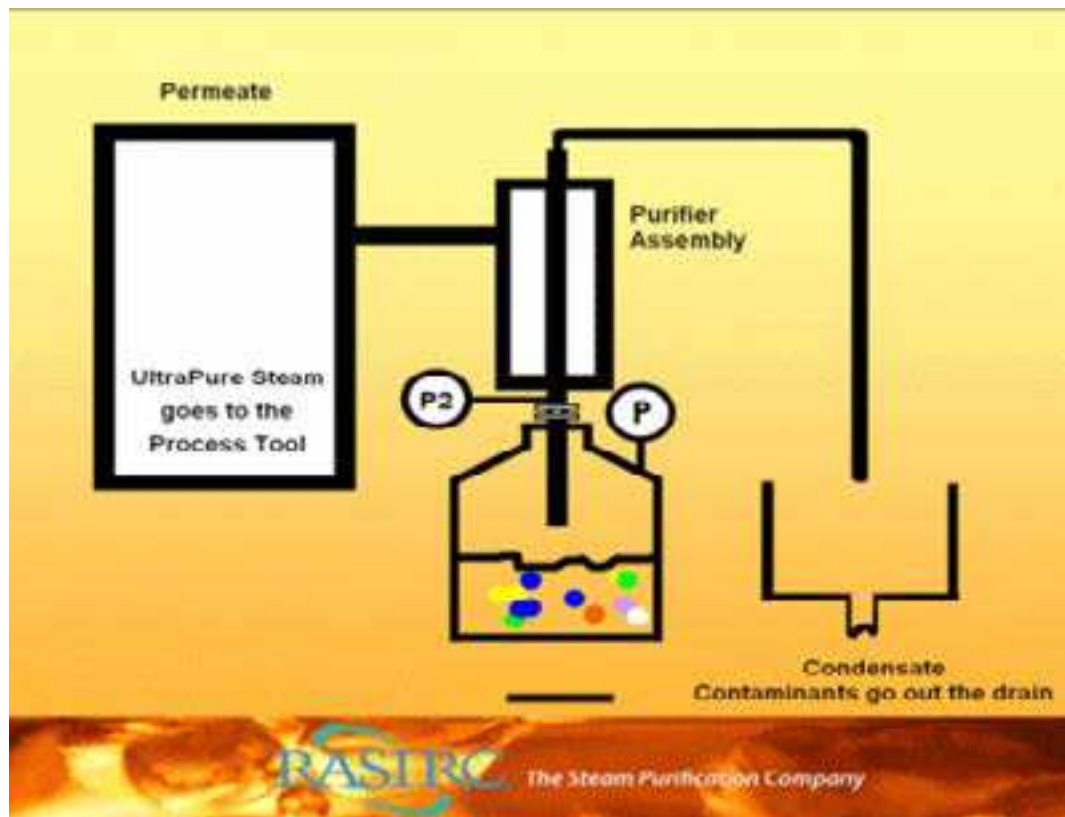 Permeate
Purifier
Assembly
UltraPure Steam
goes to the
Process Tool
P2
P
Condensate
Contaminants go out the drain
RASIRC
The Steam Purification Company